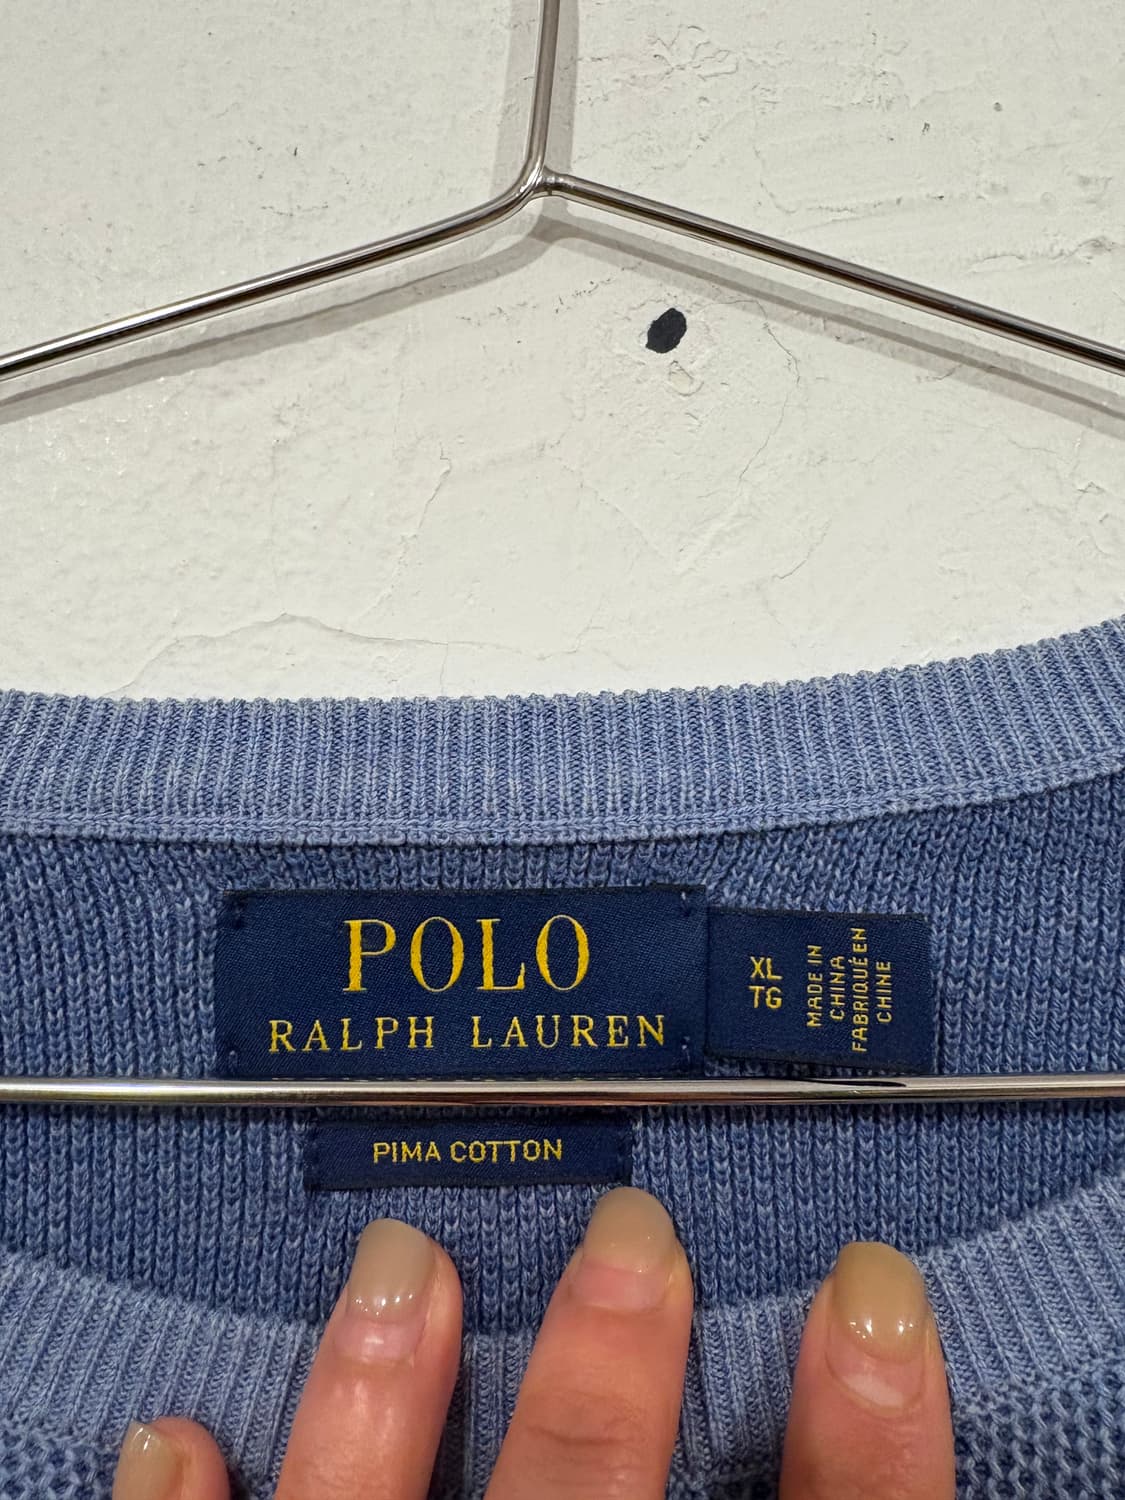 POLO
RALPH LAUREN
XL
TG
MADE IN
CHINA
FABRIQUÉ EN
CHINE
PIMA COTTON